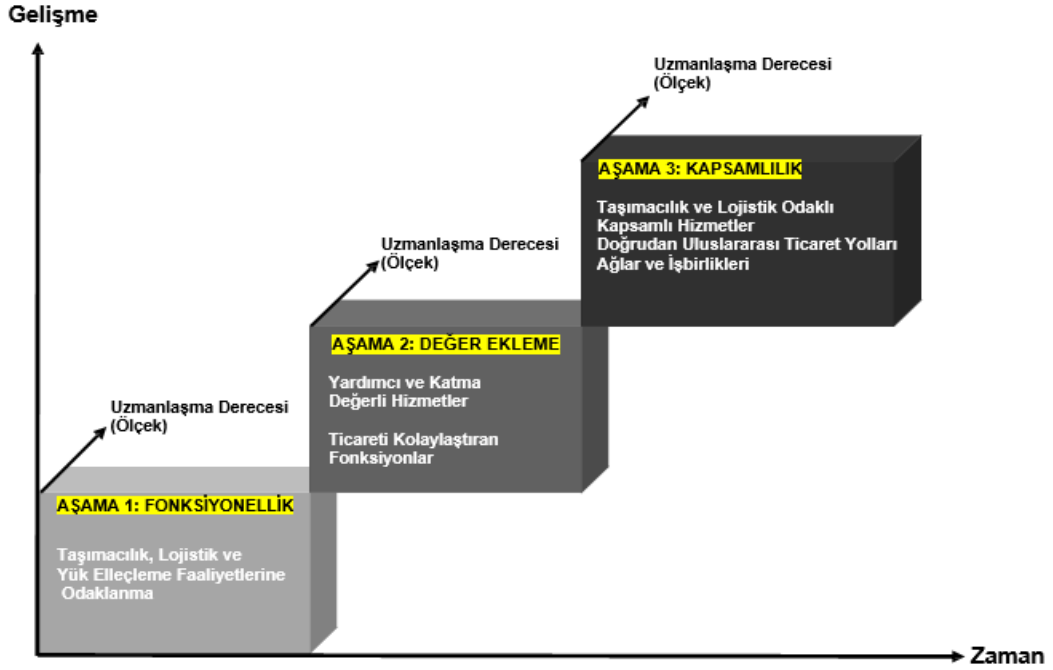 Gelişme
Uzmanlaşma Derecesi
(Ölçek)
AŞAMA 3: KAPSAMLILIK
Taşımacılık ve Lojistik Odaklı
Kapsamlı Hizmetler
Doğrudan Uluslararası Ticaret Yolları
Ağlar ve İşbirlikleri
Uzmanlaşma Derecesi
(Ölçek)
AŞAMA 2: DEĞER EKLEME
Yardımcı ve Katma
Değerli Hizmetler
Ticareti Kolaylaştıran
Fonksiyonlar
Uzmanlaşma Derecesi
(Ölçek)
AŞAMA 1: FONKSİYONELLİK
Taşımacılık, Lojistik ve
Yük Elleçleme Faaliyetlerine
Odaklanma
Zaman